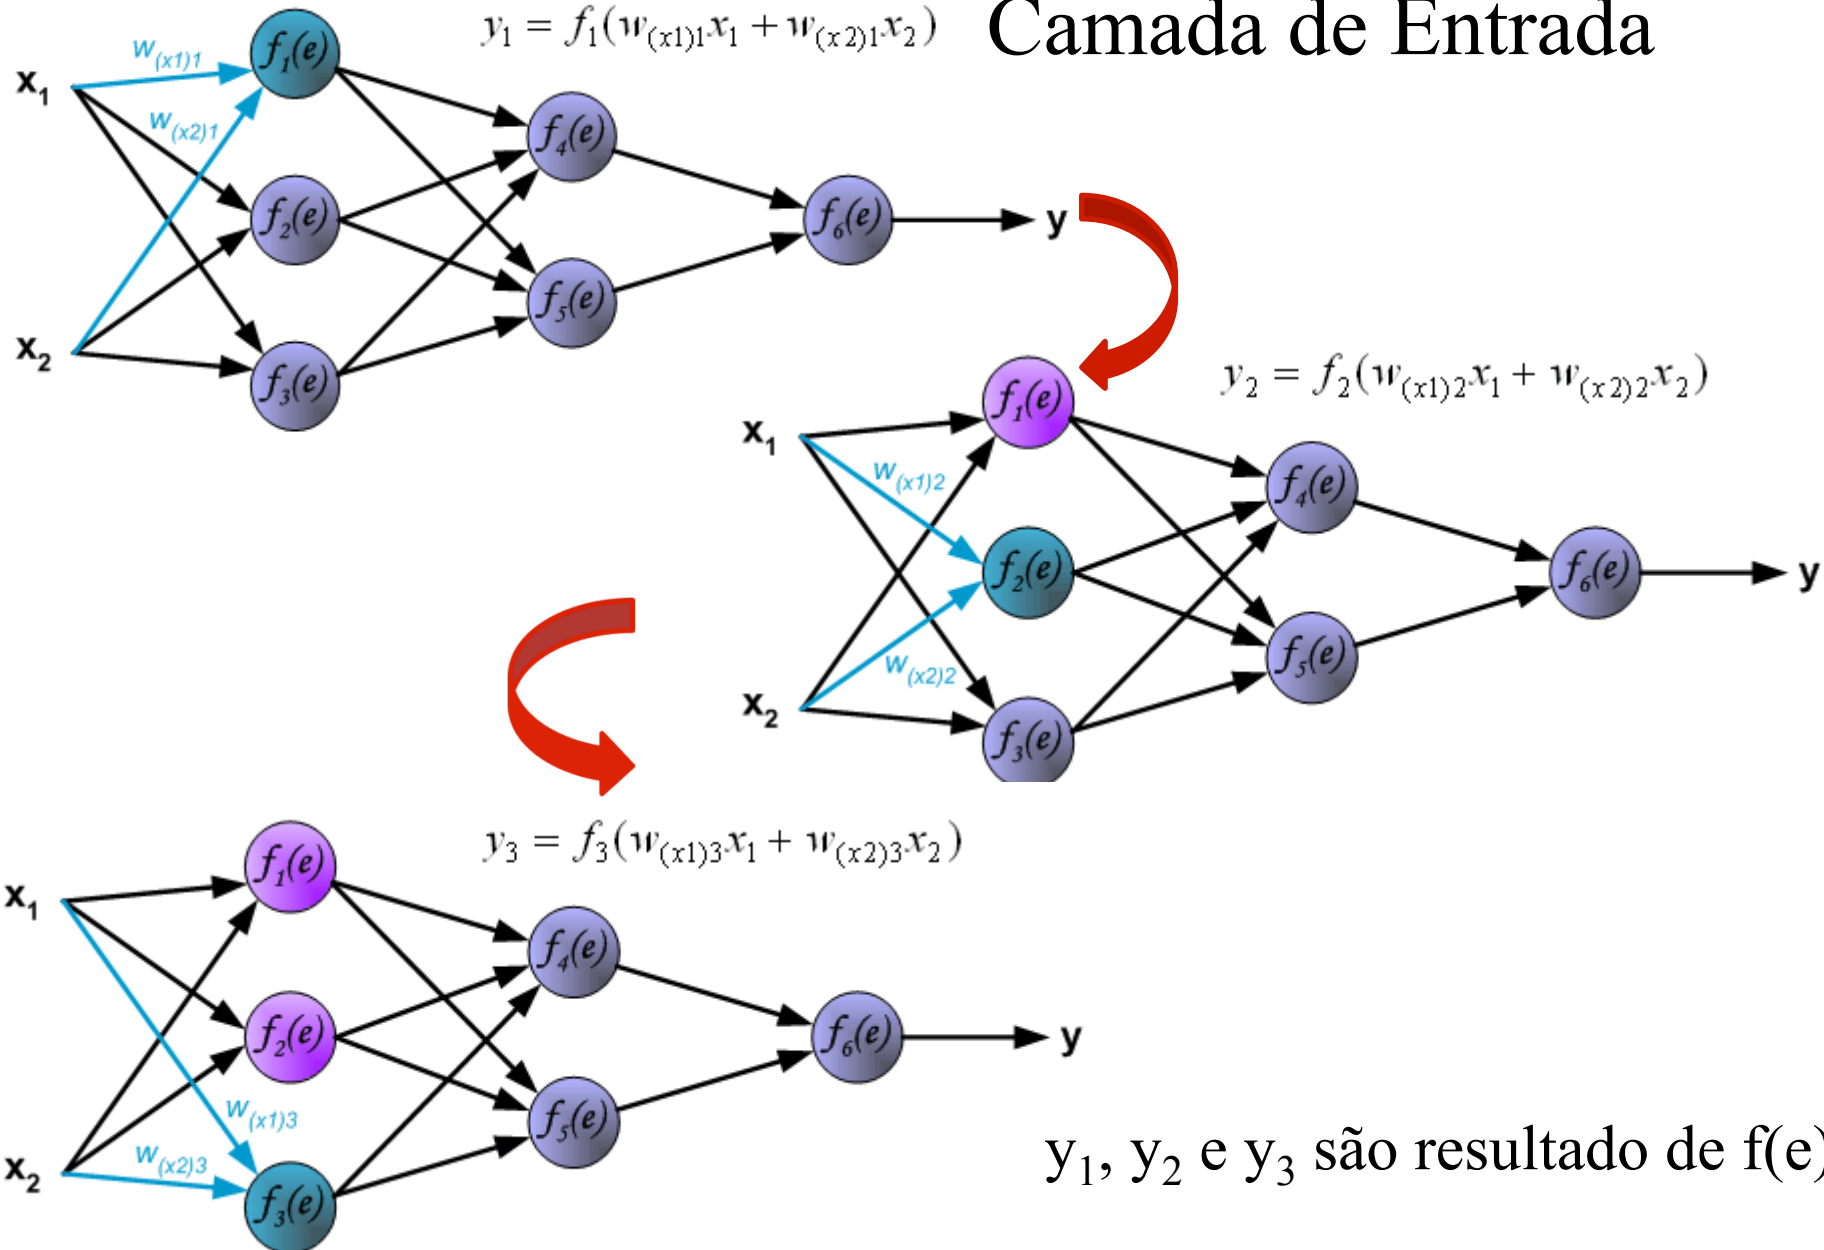 Camada de Entrada
y₁ = f₁(w₍ₓ₁₎₁x₁ + w₍ₓ₂₎₁x₂)
w₍ₓ₁₎₁
f₁(e)
x₁
w₍ₓ₂₎₁
f₄(e)
f₂(e)
f₆(e)
y
f₅(e)
x₂
f₃(e)
y₂ = f₂(w₍ₓ₁₎₂x₁ + w₍ₓ₂₎₂x₂)
f₁(e)
x₁
w₍ₓ₁₎₂
f₄(e)
f₂(e)
f₆(e)
y
w₍ₓ₂₎₂
f₅(e)
x₂
f₃(e)
y₃ = f₃(w₍ₓ₁₎₃x₁ + w₍ₓ₂₎₃x₂)
f₁(e)
x₁
f₄(e)
f₂(e)
f₆(e)
y
w₍ₓ₁₎₃
f₅(e)
w₍ₓ₂₎₃
x₂
f₃(e)
y₁, y₂ e y₃ são resultado de f(e)